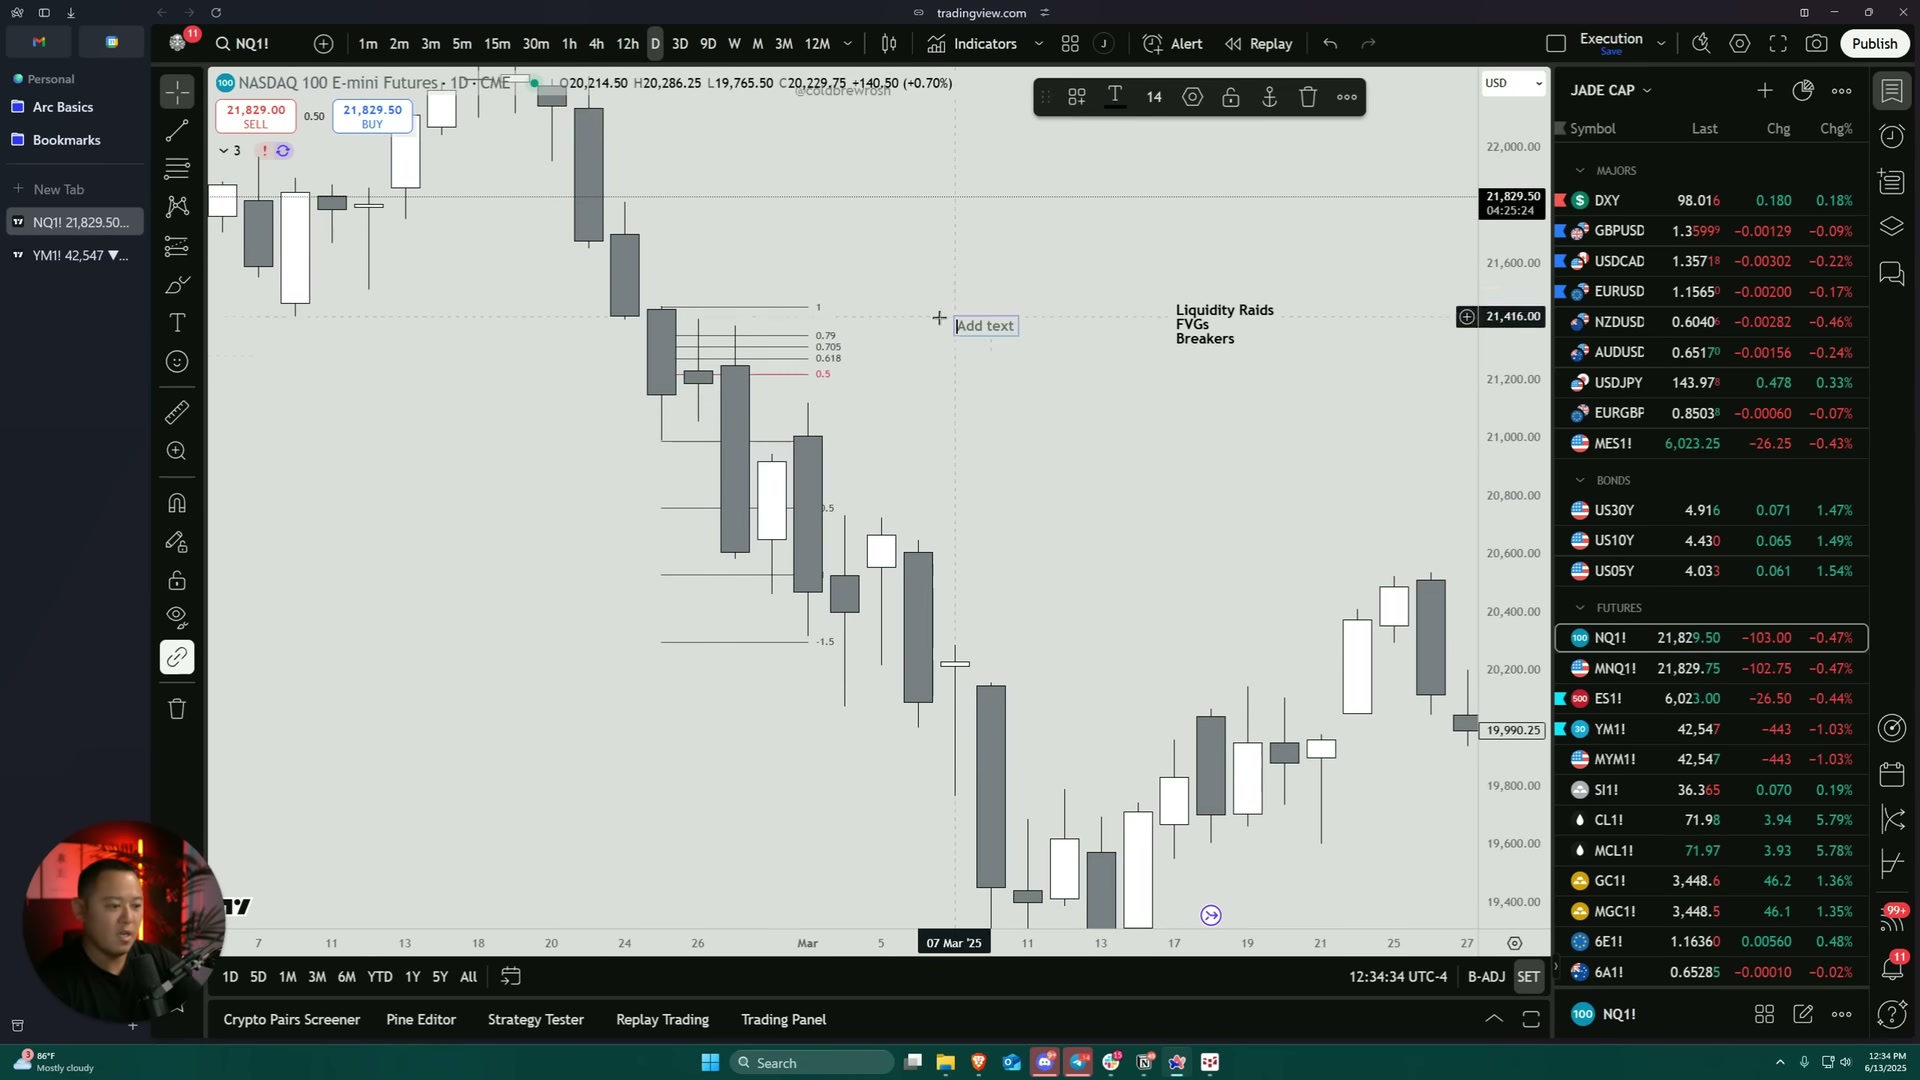 tradingview.com
11
NQ1!
1m 2m 3m 5m 15m 30m 1h 4h 12h D 3D 9D W M 3M 12M
Indicators
J
Alert
Replay
Execution
Save
Publish
Personal
Arc Basics
Bookmarks
New Tab
NQ1! 21,829.50...
YM1! 42,547 ▼...
100 NASDAQ 100 E-mini Futures · 1D · CME
O20,214.50 H20,286.25 L19,765.50 C20,229.75 +140.50 (+0.70%)
@coldbrewrosh
21,829.00
SELL
0.50
21,829.50
BUY
3
14
USD
22,000.00
21,829.50
04:25:24
21,600.00
21,416.00
21,200.00
21,000.00
20,800.00
20,600.00
20,400.00
20,200.00
19,990.25
19,800.00
19,600.00
19,400.00
1
0.79
0.705
0.618
0.5
-1.5
Add text
Liquidity Raids
FVGs
Breakers
7 11 13 18 20 24 26 Mar 5 07 Mar '25 11 13 17 19 21 25 27
1D 5D 1M 3M 6M YTD 1Y 5Y All
12:34:34 UTC-4 B-ADJ SET
Crypto Pairs Screener Pine Editor Strategy Tester Replay Trading Trading Panel
JADE CAP
Symbol Last Chg Chg%
MAJORS
DXY 98.016 0.180 0.18%
GBPUSD 1.35999 −0.00129 −0.09%
USDCAD 1.35718 −0.00302 −0.22%
EURUSD 1.15650 −0.00200 −0.17%
NZDUSD 0.60406 −0.00282 −0.46%
AUDUSD 0.65170 −0.00156 −0.24%
USDJPY 143.978 0.478 0.33%
EURGBP 0.85038 −0.00060 −0.07%
MES1! 6,023.25 −26.25 −0.43%
BONDS
US30Y 4.916 0.071 1.47%
US10Y 4.430 0.065 1.49%
US05Y 4.033 0.061 1.54%
FUTURES
100 NQ1! 21,829.50 −103.00 −0.47%
100 MNQ1! 21,829.75 −102.75 −0.47%
500 ES1! 6,023.00 −26.50 −0.44%
30 YM1! 42,547 −443 −1.03%
MYM1! 42,547 −443 −1.03%
SI1! 36.365 0.070 0.19%
CL1! 71.98 3.94 5.79%
MCL1! 71.97 3.93 5.78%
GC1! 3,448.6 46.2 1.36%
MGC1! 3,448.5 46.1 1.35%
6E1! 1.16360 0.00560 0.48%
6A1! 0.65285 −0.00010 −0.02%
100 NQ1!
99+
11
86°F
Mostly cloudy
Search
12:34 PM
6/13/2025